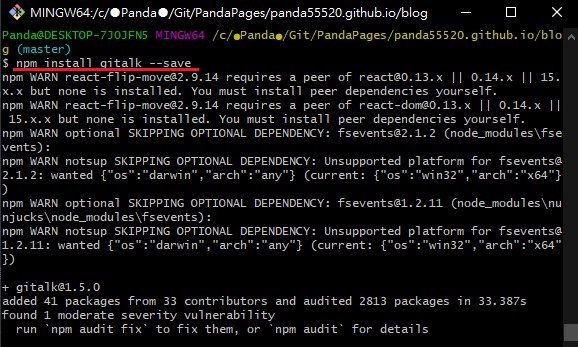 MINGW64:/c/●Panda●/Git/PandaPages/panda55520.github.io/blog
Panda@DESKTOP-7JOJFN5 MINGW64 /c/●Panda●/Git/PandaPages/panda55520.github.io/blo
g (master)
$ npm install gitalk --save
npm WARN react-flip-move@2.9.14 requires a peer of react@0.13.x || 0.14.x || 15.
x.x but none is installed. You must install peer dependencies yourself.
npm WARN react-flip-move@2.9.14 requires a peer of react-dom@0.13.x || 0.14.x ||
 15.x.x but none is installed. You must install peer dependencies yourself.
npm WARN optional SKIPPING OPTIONAL DEPENDENCY: fsevents@2.1.2 (node_modules\fse
vents):
npm WARN notsup SKIPPING OPTIONAL DEPENDENCY: Unsupported platform for fsevents@
2.1.2: wanted {"os":"darwin","arch":"any"} (current: {"os":"win32","arch":"x64"}
)
npm WARN optional SKIPPING OPTIONAL DEPENDENCY: fsevents@1.2.11 (node_modules\nu
njucks\node_modules\fsevents):
npm WARN notsup SKIPPING OPTIONAL DEPENDENCY: Unsupported platform for fsevents@
1.2.11: wanted {"os":"darwin","arch":"any"} (current: {"os":"win32","arch":"x64"
})
+ gitalk@1.5.0
added 41 packages from 33 contributors and audited 2813 packages in 33.387s
found 1 moderate severity vulnerability
  run `npm audit fix` to fix them, or `npm audit` for details